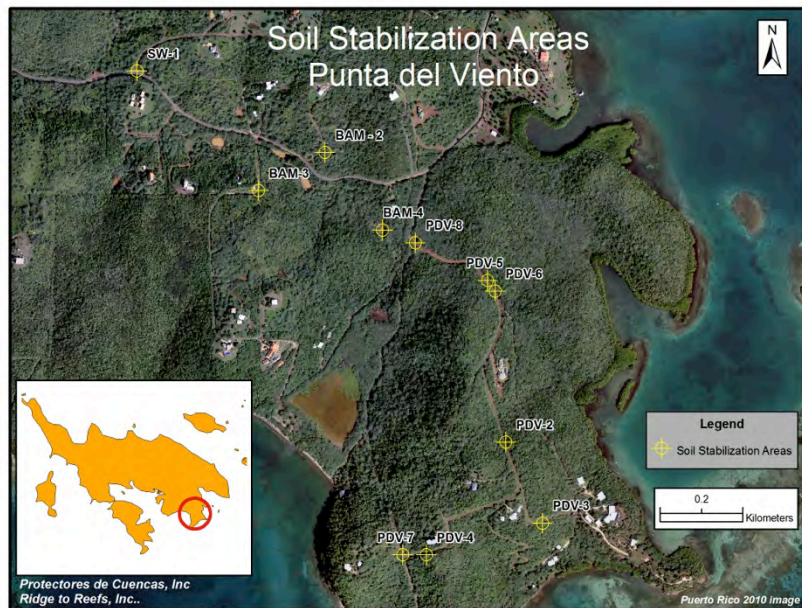 Soil Stabilization Areas
Punta del Viento
N
SW-1
BAM - 2
BAM-3
BAM-4
PDV-8
PDV-5
PDV-6
PDV-2
PDV-3
PDV-7
PDV-4
Legend
Soil Stabilization Areas
0.2
Kilometers
Protectores de Cuencas, Inc
Ridge to Reefs, Inc..
Puerto Rico 2010 image